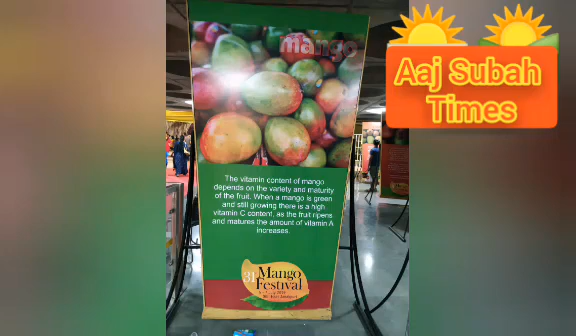 mango
Aaj Subah
Times
The vitamin content of mango
depends on the variety and maturity
of the fruit. When a mango is green
and still growing there is a high
vitamin C content, as the fruit ripens
and matures the amount of vitamin A
increases.
31 Mango
Festival